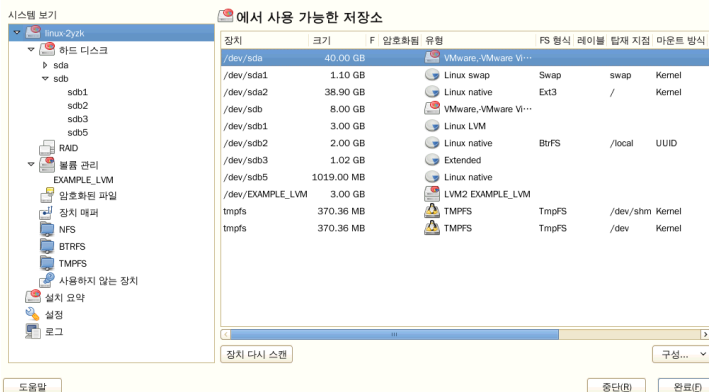 시스템 보기
linux-2yzk
하드 디스크
sda
sdb
sdb1
sdb2
sdb3
sdb5
RAID
볼륨 관리
EXAMPLE_LVM
암호화된 파일
장치 매퍼
NFS
BTRFS
TMPFS
사용하지 않는 장치
설치 요약
설정
로그
에서 사용 가능한 저장소
장치 크기 F 암호화됨 유형 FS 형식 레이블 탑재 지점 마운트 방식
/dev/sda 40.00 GB VMware,-VMware Vi···
/dev/sda1 1.10 GB Linux swap Swap swap Kernel
/dev/sda2 38.90 GB Linux native Ext3 / Kernel
/dev/sdb 8.00 GB VMware,-VMware Vi···
/dev/sdb1 3.00 GB Linux LVM
/dev/sdb2 2.00 GB Linux native BtrFS /local UUID
/dev/sdb3 1.02 GB Extended
/dev/sdb5 1019.00 MB Linux native
/dev/EXAMPLE_LVM 3.00 GB LVM2 EXAMPLE_LVM
tmpfs 370.36 MB TMPFS TmpFS /dev/shm Kernel
tmpfs 370.36 MB TMPFS TmpFS /dev Kernel
장치 다시 스캔 구성...
도움말 중단(R) 완료(F)